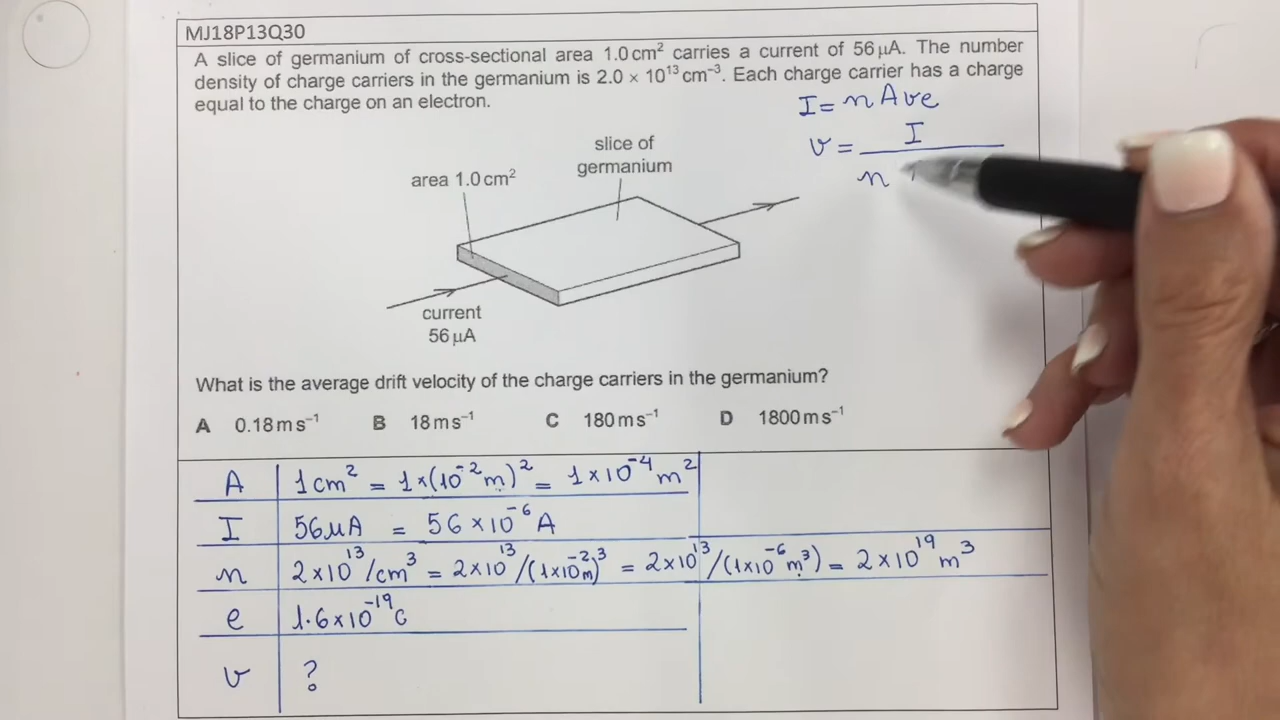 MJ18P13Q30
A slice of germanium of cross-sectional area 1.0 cm² carries a current of 56 µA. The number
density of charge carriers in the germanium is 2.0 × 10¹³ cm⁻³. Each charge carrier has a charge
equal to the charge on an electron.
I = nAve
v = I
n
slice of
germanium
area 1.0 cm²
current
56 µA
What is the average drift velocity of the charge carriers in the germanium?
A 0.18 m s⁻¹ B 18 m s⁻¹ C 180 m s⁻¹ D 1800 m s⁻¹
A 1 cm² = 1×(10⁻² m)² = 1×10⁻⁴ m²
I 56µA = 56×10⁻⁶ A
n 2×10¹³/cm³ = 2×10¹³/(1×10⁻² m)³ = 2×10¹³/(1×10⁻⁶ m³) = 2×10¹⁹ m³
e 1.6×10⁻¹⁹ C
v ?